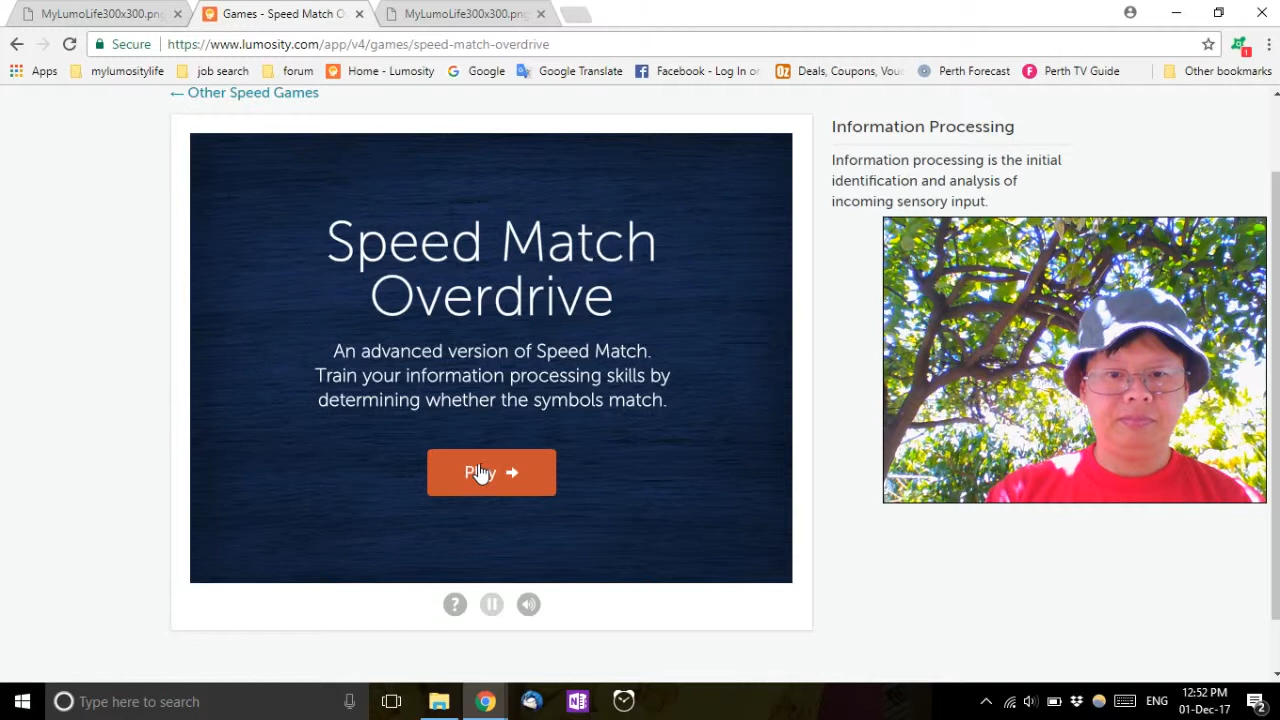 MyLumoLife300x300.png
Games - Speed Match O
MyLumoLife300x300.png
Secure
https://www.lumosity.com/app/v4/games/speed-match-overdrive
1
Apps
mylumositylife
job search
forum
Home - Lumosity
Google
Google Translate
Facebook - Log In or
Oz
Deals, Coupons, Vou
Perth Forecast
Perth TV Guide
Other bookmarks
← Other Speed Games
Information Processing
Information processing is the initial
identification and analysis of
incoming sensory input.
Speed Match
Overdrive
An advanced version of Speed Match.
Train your information processing skills by
determining whether the symbols match.
Play
?
Type here to search
ENG
12:52 PM
01-Dec-17
2